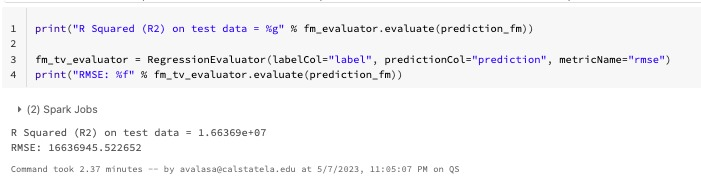 1 print("R Squared (R2) on test data = %g" % fm_evaluator.evaluate(prediction_fm))
2
3 fm_tv_evaluator = RegressionEvaluator(labelCol="label", predictionCol="prediction", metricName="rmse")
4 print("RMSE: %f" % fm_tv_evaluator.evaluate(prediction_fm))
(2) Spark Jobs
R Squared (R2) on test data = 1.66369e+07
RMSE: 16636945.522652
Command took 2.37 minutes -- by avalasa@calstatela.edu at 5/7/2023, 11:05:07 PM on QS